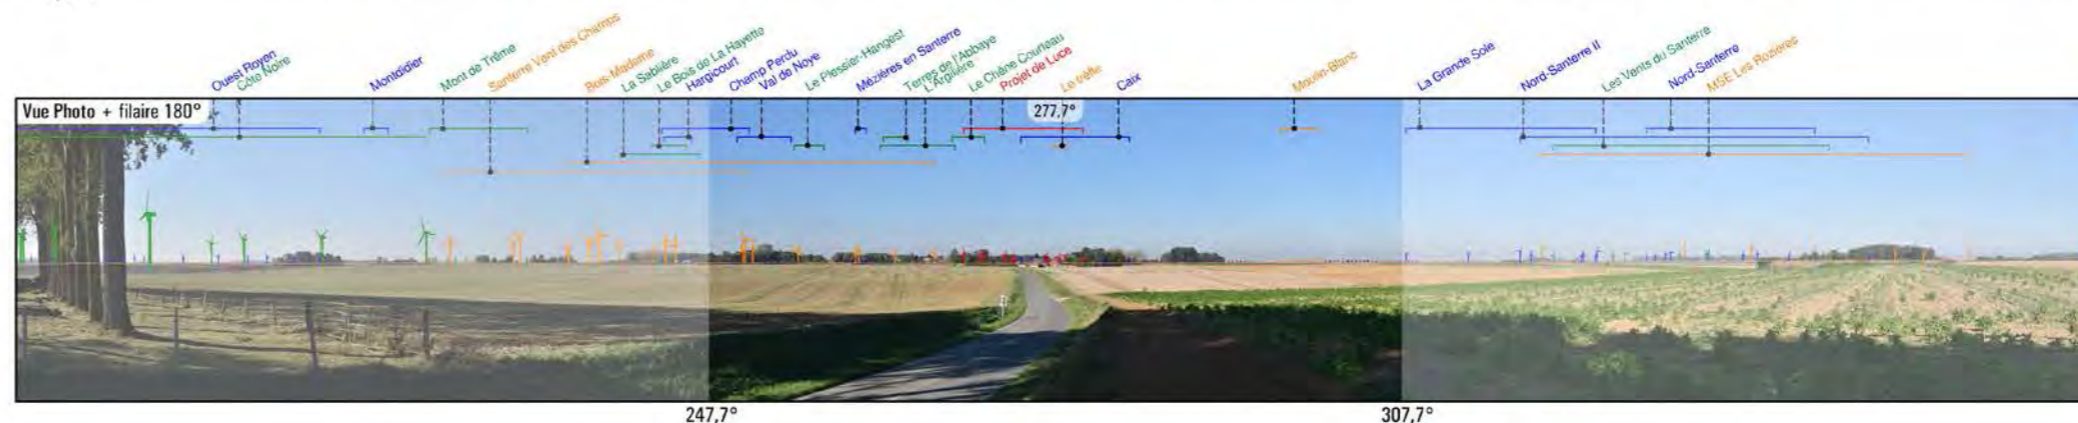 Ouest Royen
Côte Noire
Montdidier
Mont de Trême
Santerre Vent des Champs
Bois-Madame
La Sablière
Le Bois de La Hayette
Hargicourt
Champ Perdu
Val de Noye
Le Plessier-Hangest
Mézières en Santerre
Terres de l'Abbaye
L'Argilière
Le Chêne Courteau
Projet de Luce
Le trèfle
Caix
Moulin-Blanc
La Grande Sole
Nord-Santerre II
Les Vents du Santerre
Nord-Santerre
MSE Les Rozières
Vue Photo + filaire 180°
277.7°
247,7°
307,7°